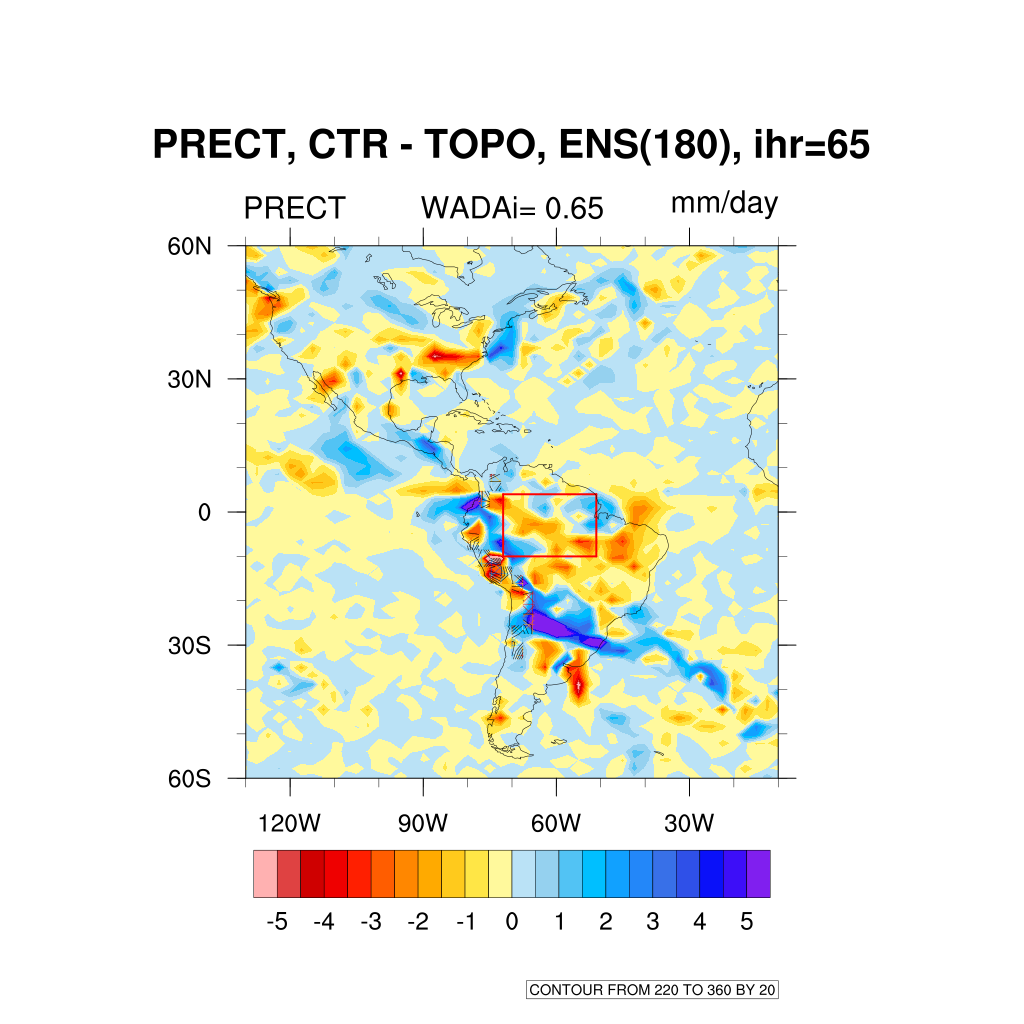 PRECT, CTR - TOPO, ENS(180), ihr=65
PRECT WADAi= 0.65 mm/day
60N
30N
0
30S
60S
120W 90W 60W 30W
-5 -4 -3 -2 -1 0 1 2 3 4 5
CONTOUR FROM 220 TO 360 BY 20